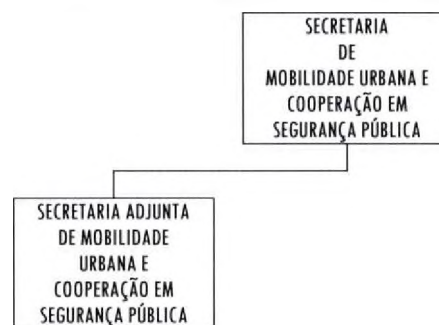 SECRETARIA
DE
MOBILIDADE URBANA E
COOPERAÇÃO EM
SEGURANÇA PÚBLICA
SECRETARIA ADJUNTA
DE MOBILIDADE
URBANA E
COOPERAÇÃO EM
SEGURANÇA PÚBLICA